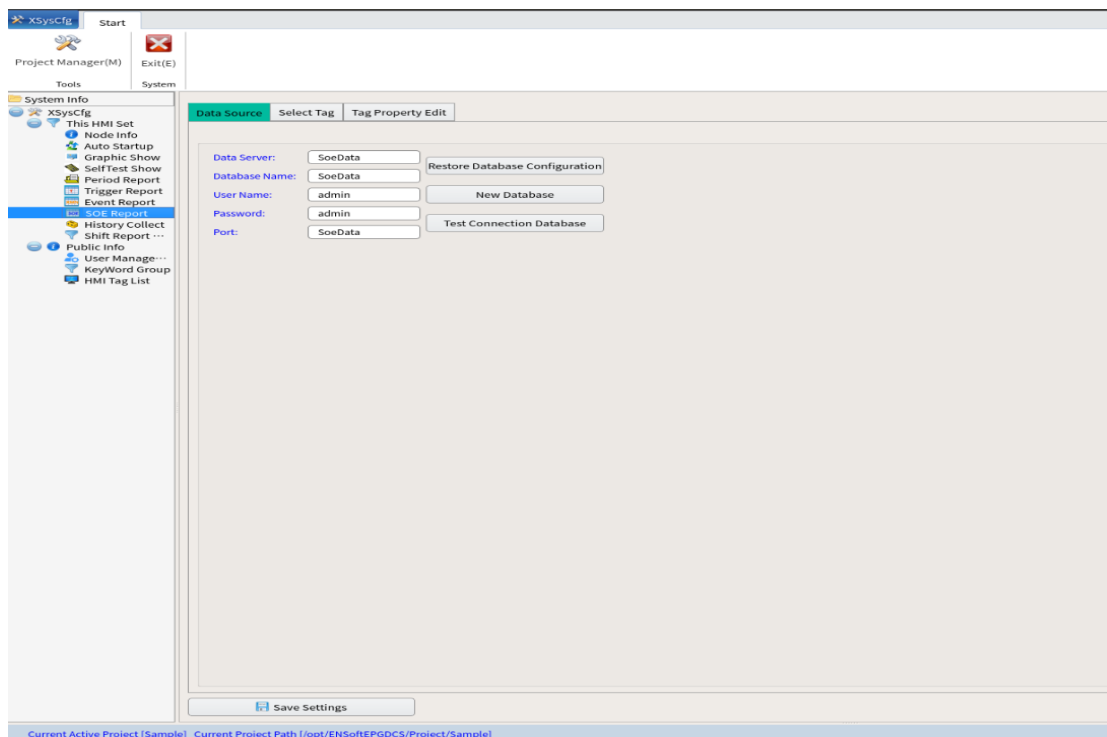 XSysCfg Start
Project Manager(M) Exit(E)
Tools System
System Info
XSysCfg
This HMI Set
Node Info
Auto Startup
Graphic Show
SelfTest Show
Period Report
Trigger Report
Event Report
SOE Report
History Collect
Shift Report ...
Public Info
User Manage...
KeyWord Group
HMI Tag List
Data Source Select Tag Tag Property Edit
Data Server: SoeData
Restore Database Configuration
Database Name: SoeData
User Name: admin
New Database
Password: admin
Test Connection Database
Port: SoeData
Save Settings
Current Active Project [Sample] Current Project Path [/opt/ENSoftEPGDCS/Project/Sample]